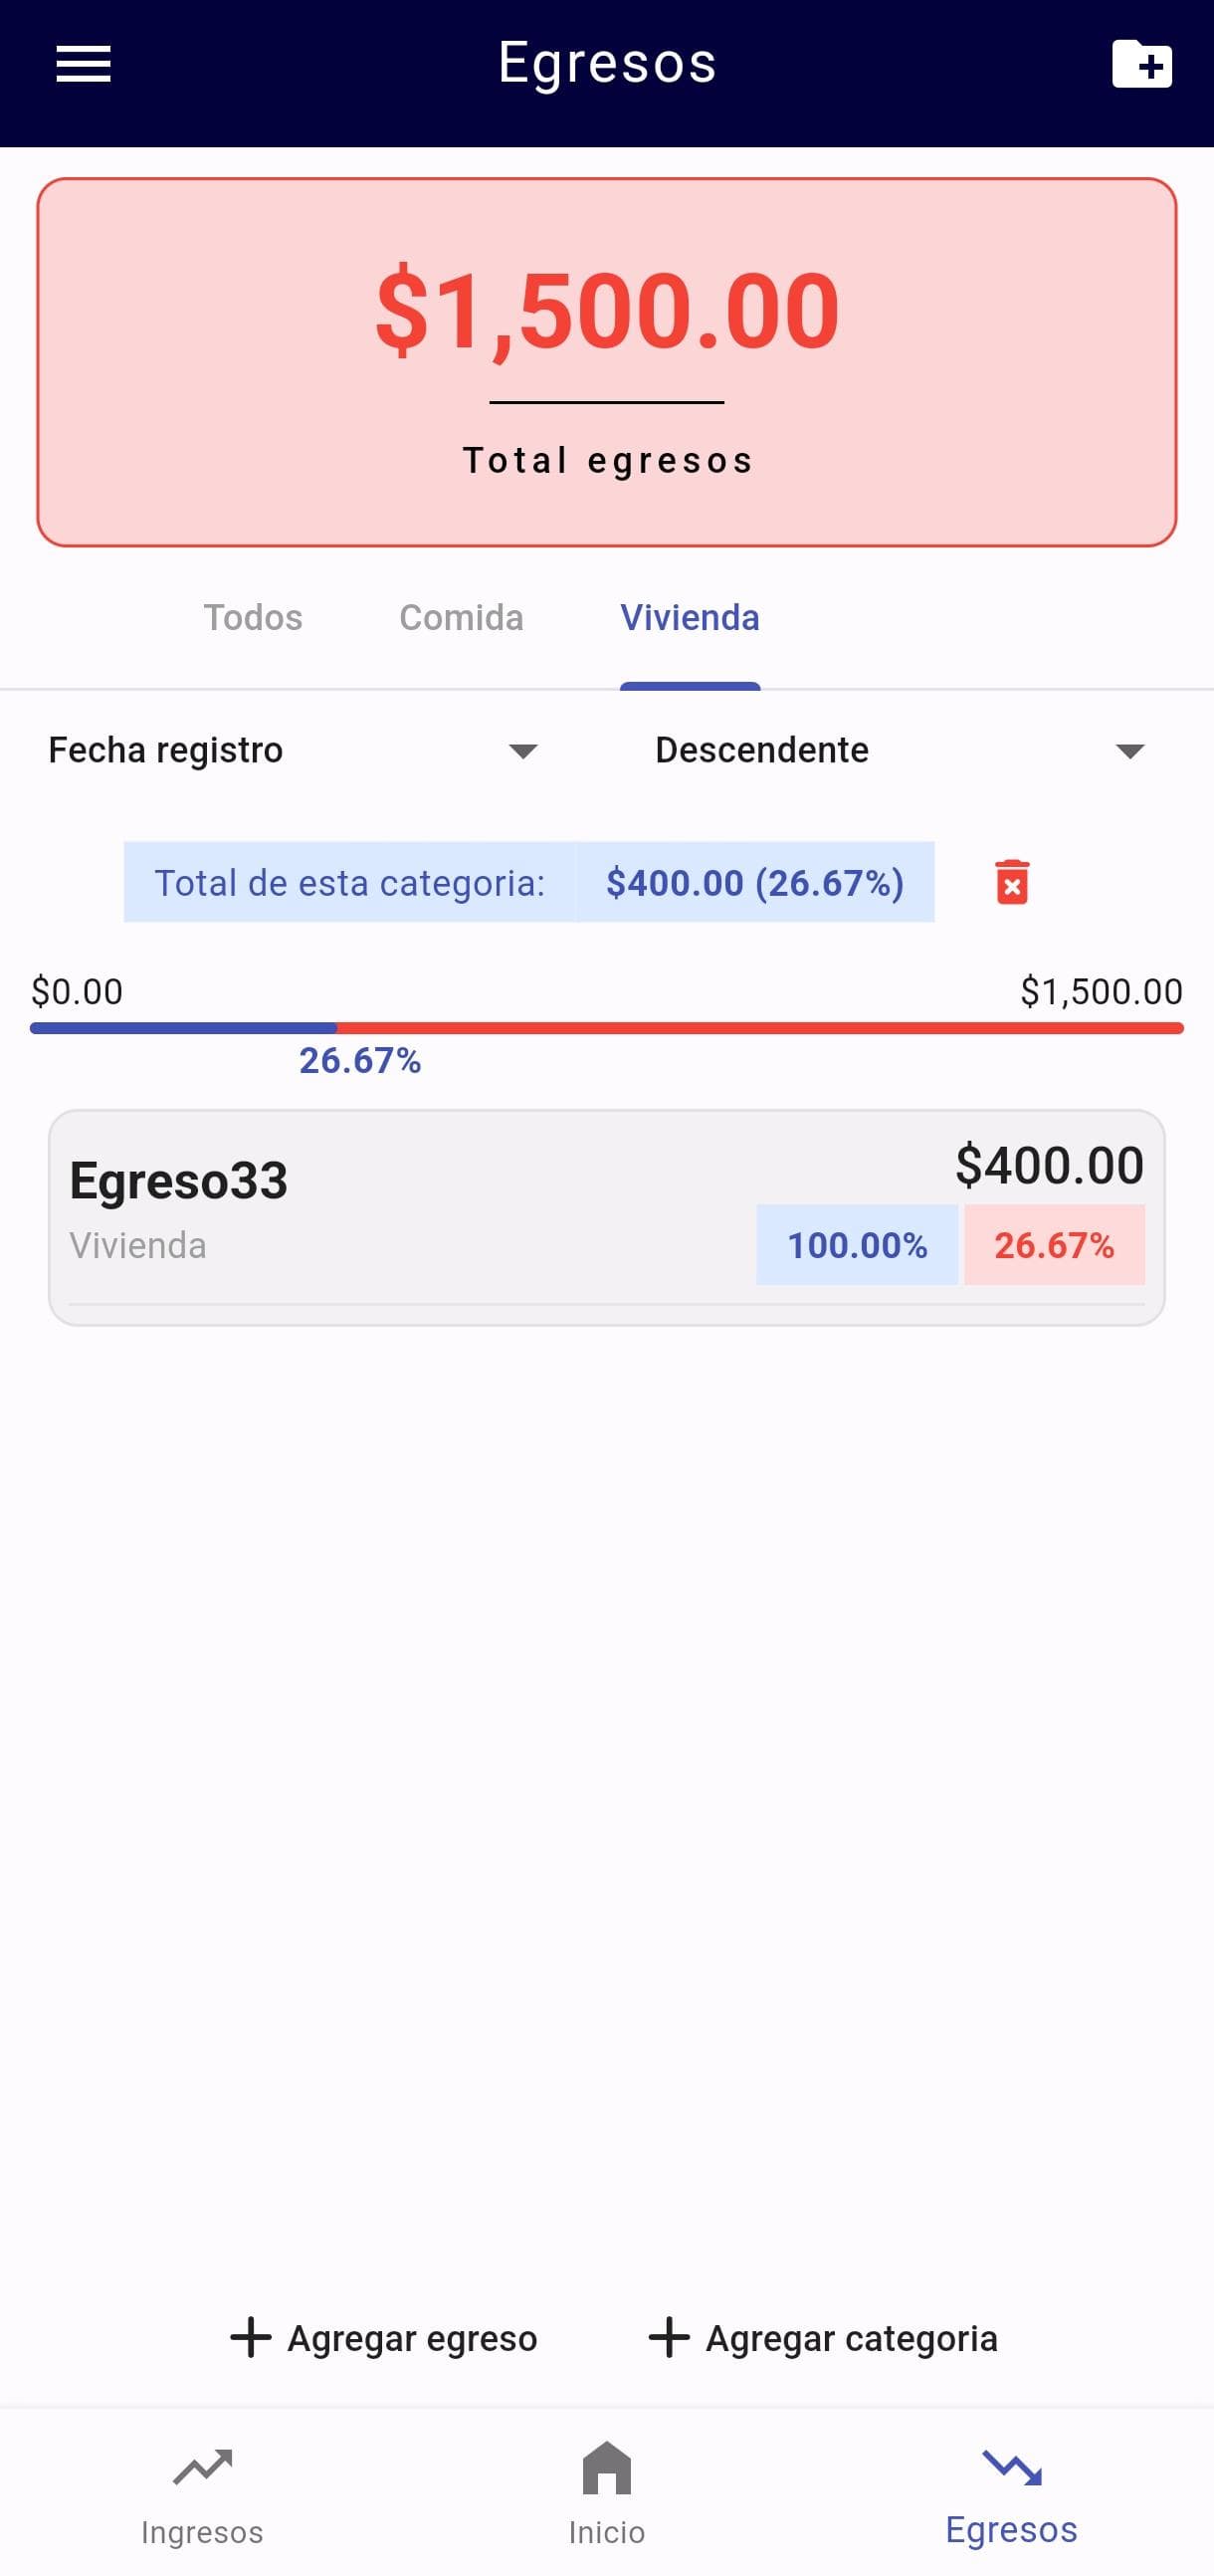 Egresos
$1,500.00
Total egresos
Todos Comida Vivienda
Fecha registro Descendente
Total de esta categoria: $400.00 (26.67%)
$0.00 $1,500.00
26.67%
Egreso33 $400.00
Vivienda 100.00% 26.67%
Agregar egreso Agregar categoria
Ingresos Inicio Egresos